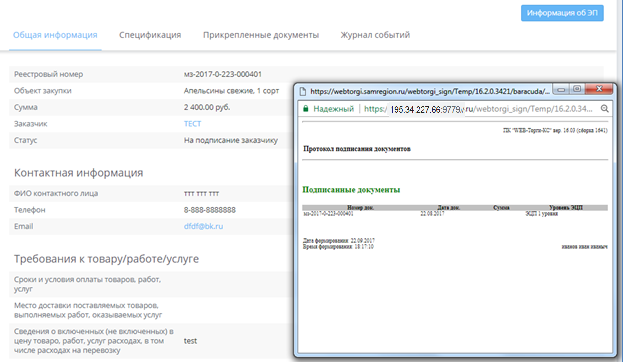 Информация об ЭП
Общая информация Спецификация Прикрепленные документы Журнал событий
Реестровый номер мз-2017-0-223-000401
Объект закупки Апельсины свежие, 1 сорт
Сумма 2 400.00 руб.
Заказчик ТЕСТ
Статус На подписание заказчику
Контактная информация
ФИО контактного лица ттт ттт ттт
Телефон 8-888-8888888
Email dfdf@bk.ru
Требования к товару/работе/услуге
Сроки и условия оплаты товаров, работ,
услуг
Место доставки поставляемых товаров,
выполняемых работ, оказываемых услуг
Сведения о включенных (не включенных) в
цену товаро, работ, услуг расходах, в том
числе расходах на перевозку
test
https://webtorgi.samregion.ru/webtorgi_sign/Temp/16.2.0.3421/baracuda/...
Надежный https://195.34.227.66:9779/ru/webtorgi_sign/Temp/16.2.0.34...
ПК "WEB-Торги-КС" вер. 16.03 (сборка 1641)
Протокол подписания документов
Подписанные документы
Номер док. Дата док. Сумма Уровень ЭЦП
мз-2017-0-223-000401 22.08.2017 ЭЦП 1 уровня
Дата формирования: 22.09.2017
Время формирования: 18:17:10 иванов иван иваныч